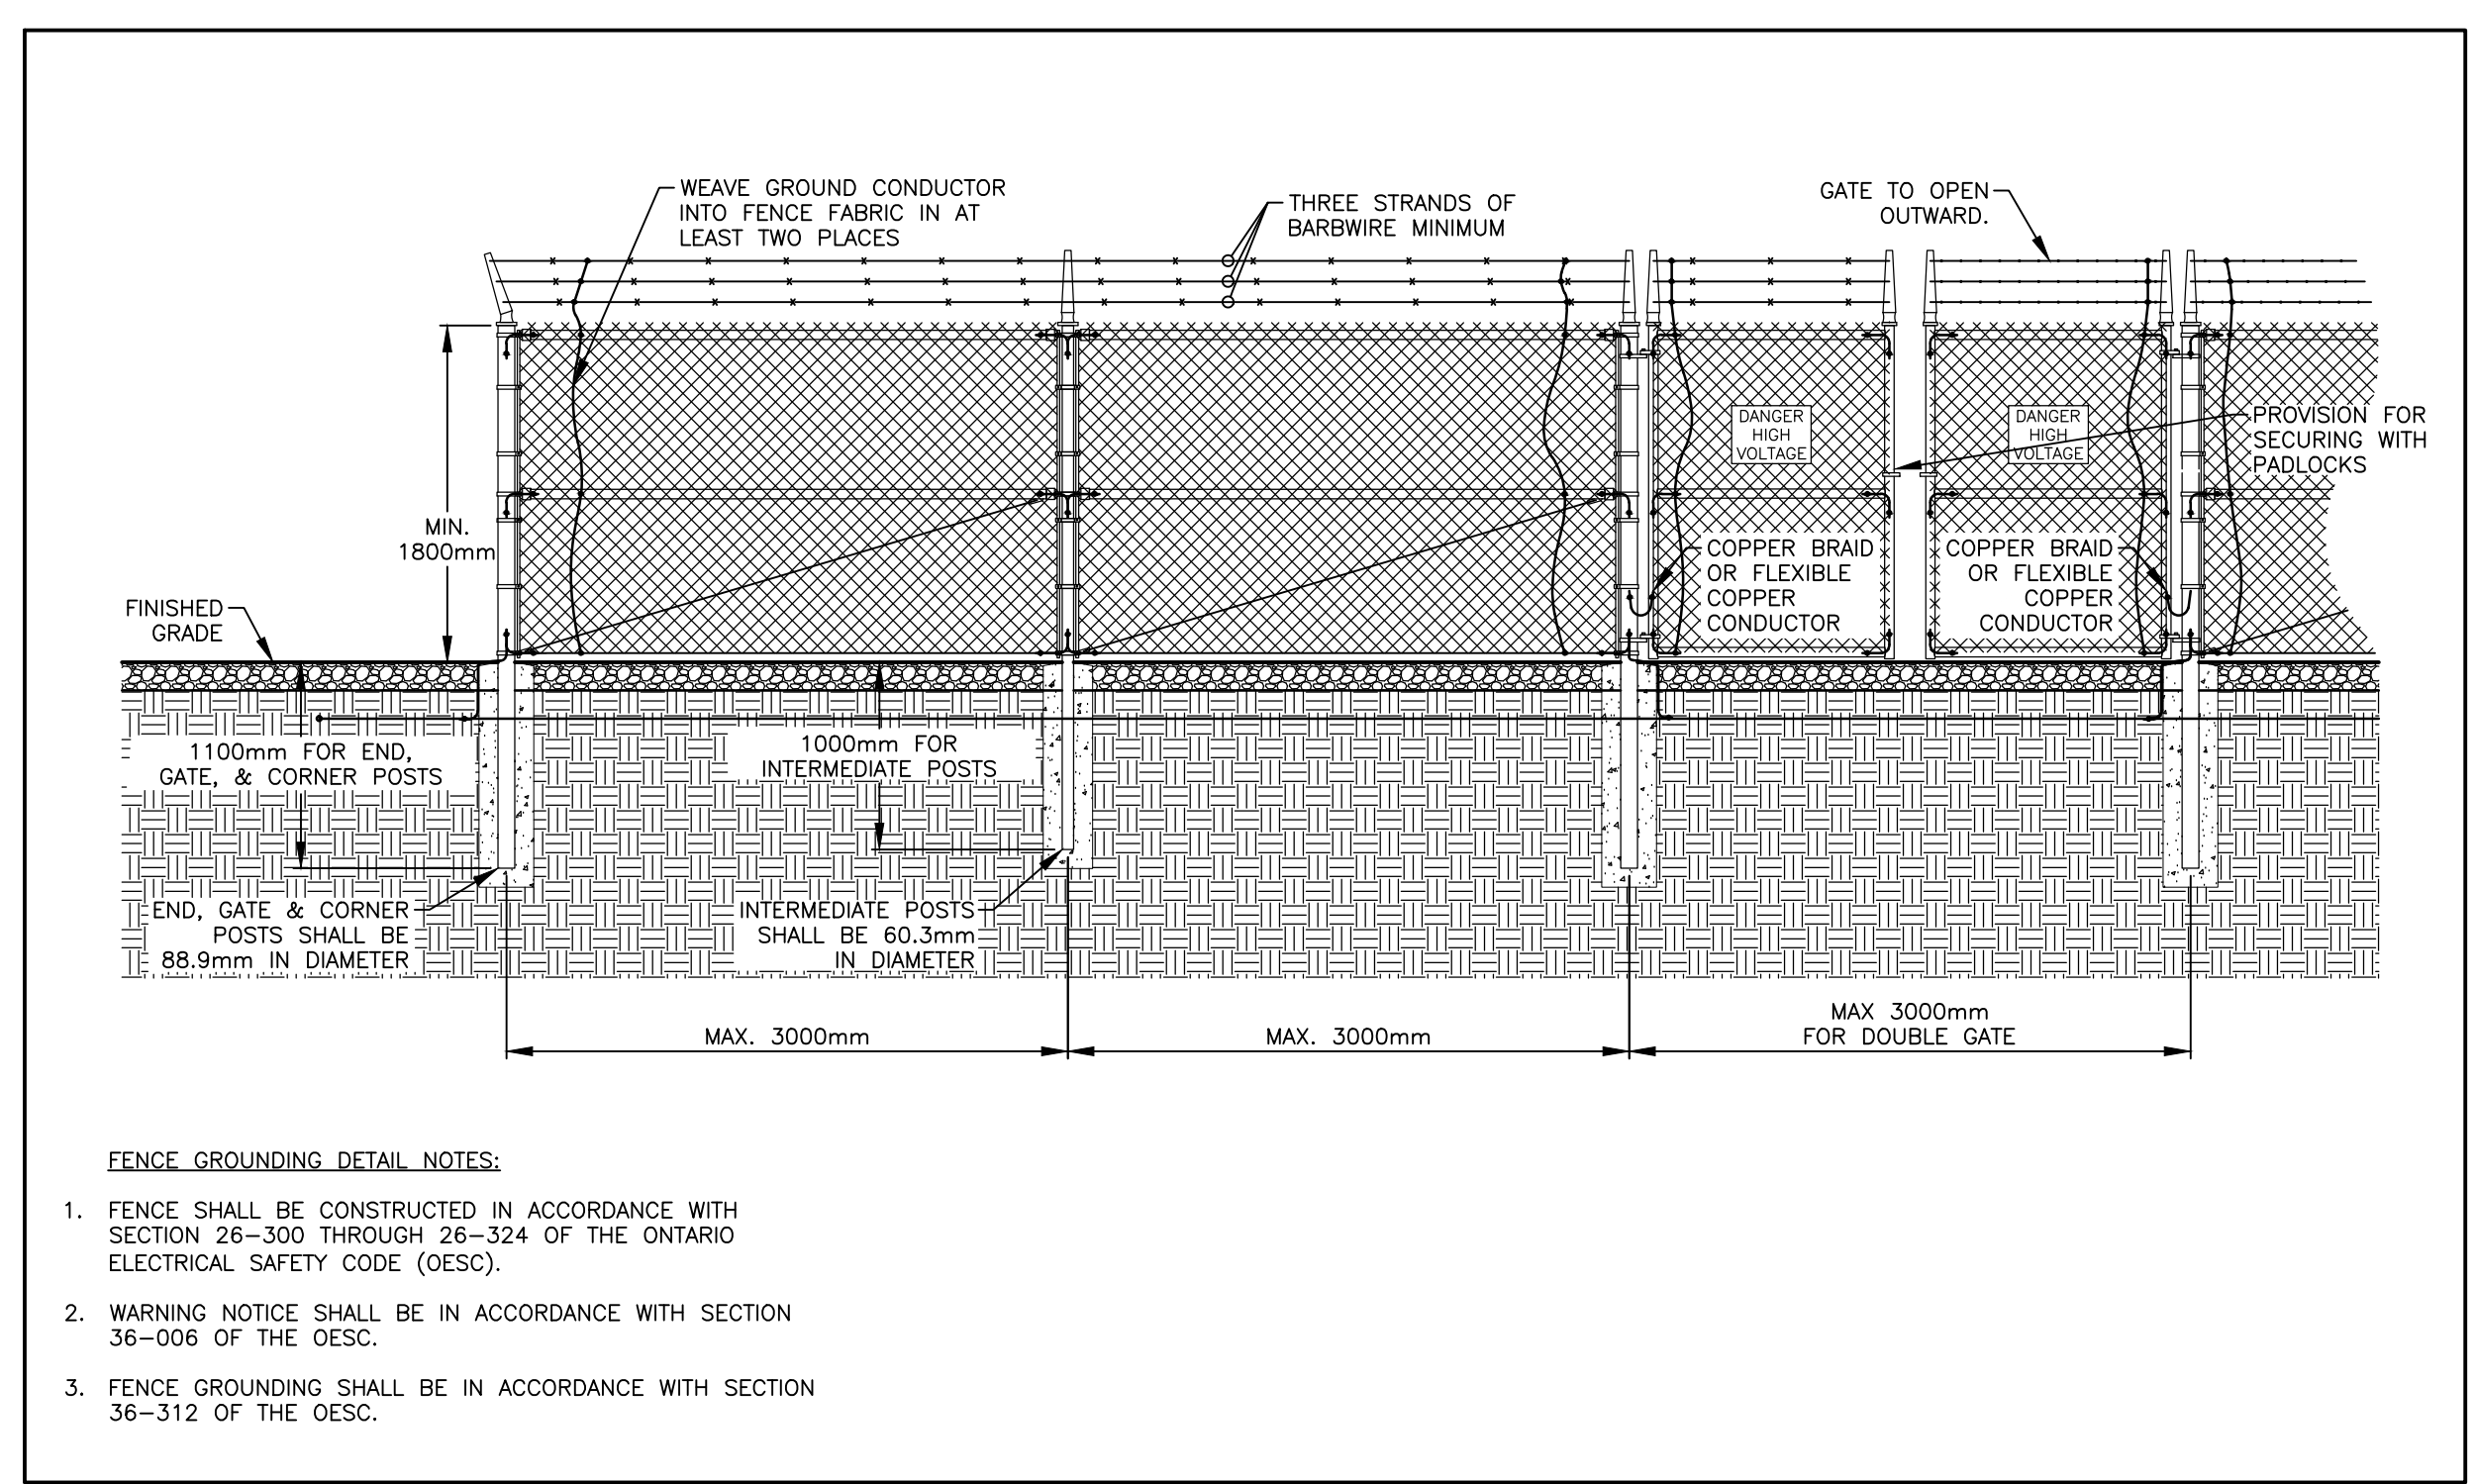 WEAVE GROUND CONDUCTOR
INTO FENCE FABRIC IN AT
LEAST TWO PLACES
THREE STRANDS OF
BARBWIRE MINIMUM
GATE TO OPEN
OUTWARD.
DANGER
HIGH
VOLTAGE
DANGER
HIGH
VOLTAGE
PROVISION FOR
SECURING WITH
PADLOCKS
MIN.
1800mm
COPPER BRAID
OR FLEXIBLE
COPPER
CONDUCTOR
COPPER BRAID
OR FLEXIBLE
COPPER
CONDUCTOR
FINISHED
GRADE
1100mm FOR END,
GATE, & CORNER POSTS
1000mm FOR
INTERMEDIATE POSTS
END, GATE & CORNER
POSTS SHALL BE
88.9mm IN DIAMETER
INTERMEDIATE POSTS
SHALL BE 60.3mm
IN DIAMETER
MAX. 3000mm
MAX. 3000mm
MAX 3000mm
FOR DOUBLE GATE
FENCE GROUNDING DETAIL NOTES:
1. FENCE SHALL BE CONSTRUCTED IN ACCORDANCE WITH
SECTION 26-300 THROUGH 26-324 OF THE ONTARIO
ELECTRICAL SAFETY CODE (OESC).
2. WARNING NOTICE SHALL BE IN ACCORDANCE WITH SECTION
36-006 OF THE OESC.
3. FENCE GROUNDING SHALL BE IN ACCORDANCE WITH SECTION
36-312 OF THE OESC.